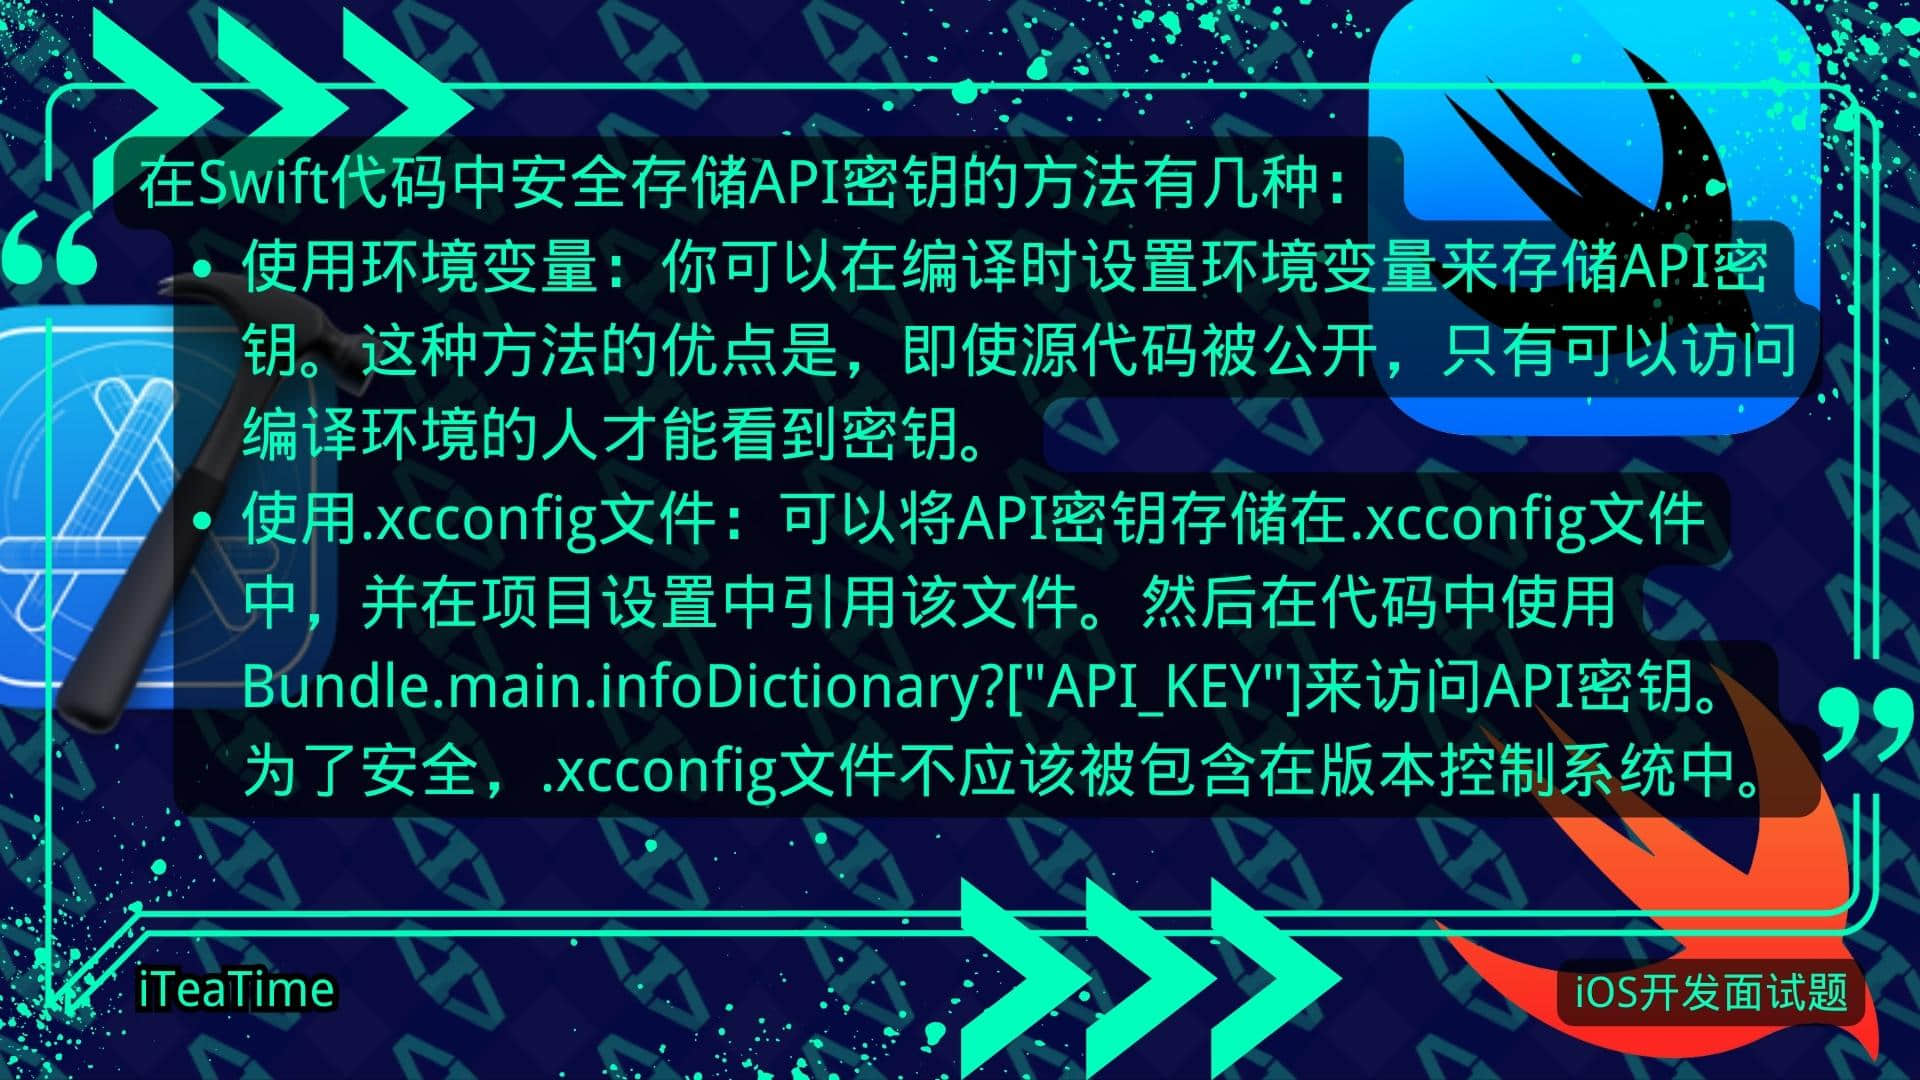 在Swift代码中安全存储API密钥的方法有几种：
• 使用环境变量：你可以在编译时设置环境变量来存储API密
钥。这种方法的优点是，即使源代码被公开，只有可以访问
编译环境的人才能看到密钥。
• 使用.xcconfig文件：可以将API密钥存储在.xcconfig文件
中，并在项目设置中引用该文件。然后在代码中使用
Bundle.main.infoDictionary?["API_KEY"]来访问API密钥。
为了安全，.xcconfig文件不应该被包含在版本控制系统中。
iTeaTime
iOS开发面试题